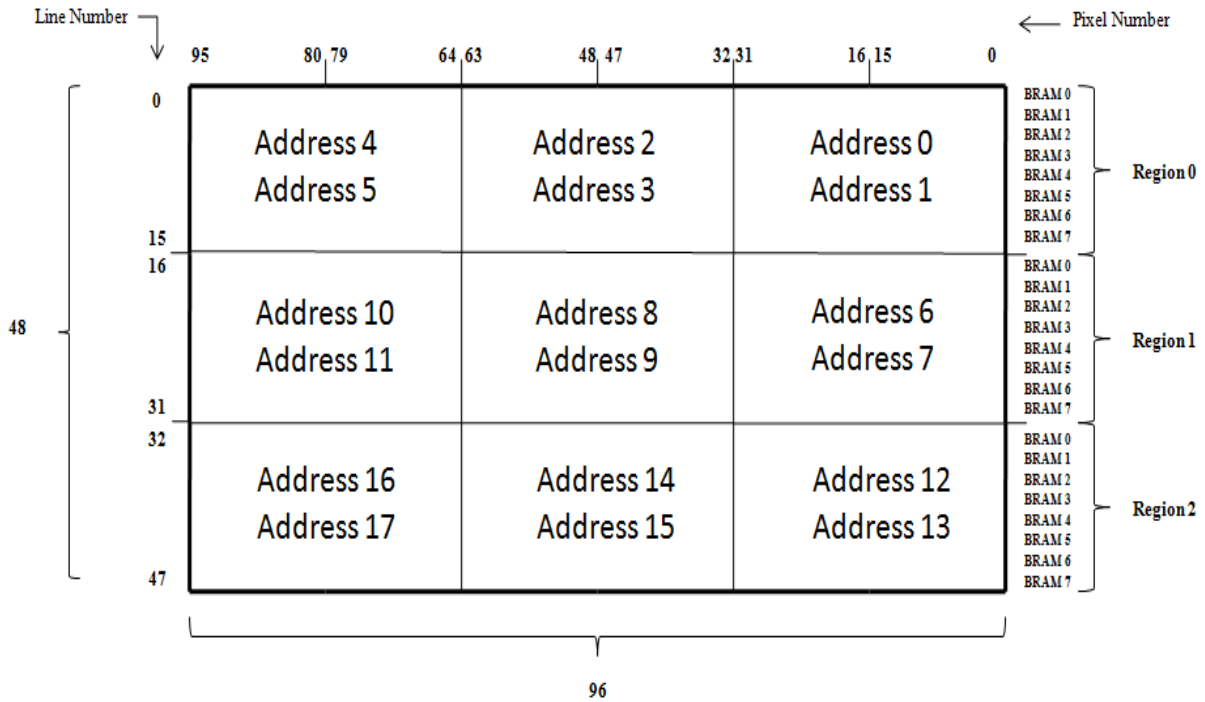 Line Number
Pixel Number
95 80 79 64 63 48 47 32 31 16 15 0
0
Address 4 Address 2 Address 0
Address 5 Address 3 Address 1
15
BRAM 0
BRAM 1
BRAM 2
BRAM 3
BRAM 4
BRAM 5
BRAM 6
BRAM 7
Region 0
16
Address 10 Address 8 Address 6
Address 11 Address 9 Address 7
31
BRAM 0
BRAM 1
BRAM 2
BRAM 3
BRAM 4
BRAM 5
BRAM 6
BRAM 7
Region 1
48
32
Address 16 Address 14 Address 12
Address 17 Address 15 Address 13
47
BRAM 0
BRAM 1
BRAM 2
BRAM 3
BRAM 4
BRAM 5
BRAM 6
BRAM 7
Region 2
96